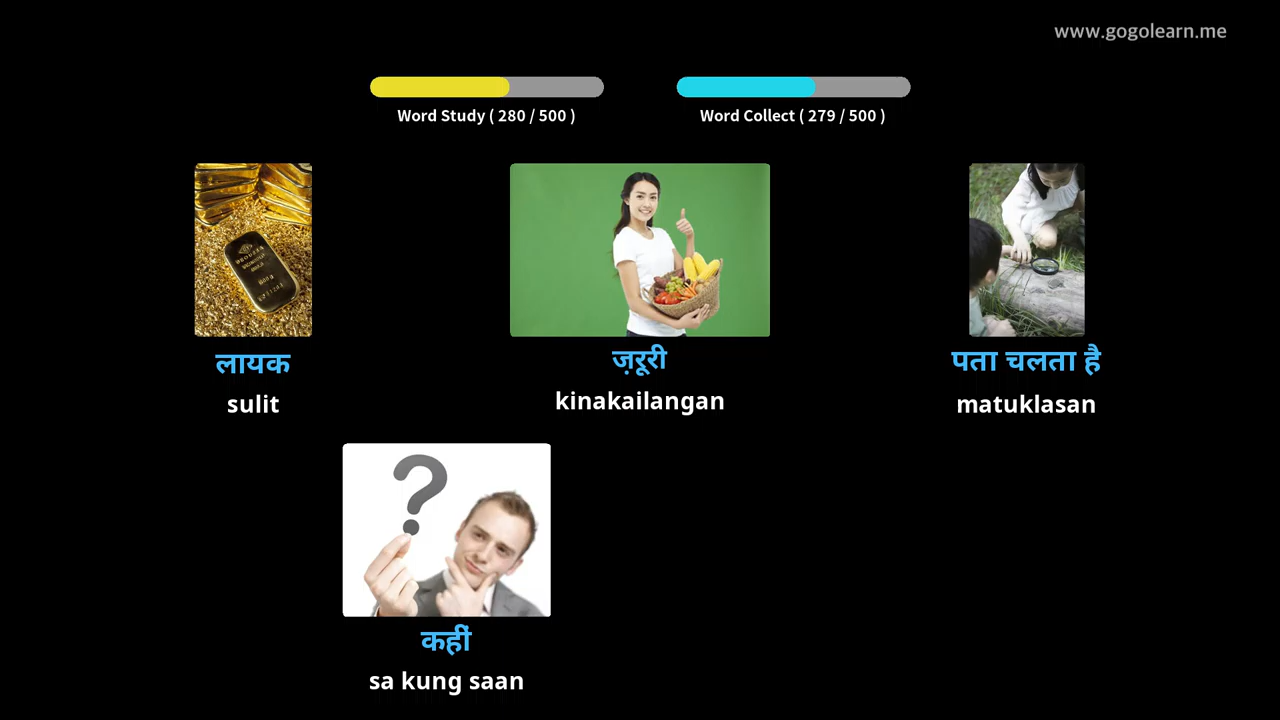 www.gogolearn.me
Word Study ( 280 / 500 )
Word Collect ( 279 / 500 )
लायक
sulit
ज़रूरी
kinakailangan
पता चलता है
matuklasan
?
कहीं
sa kung saan